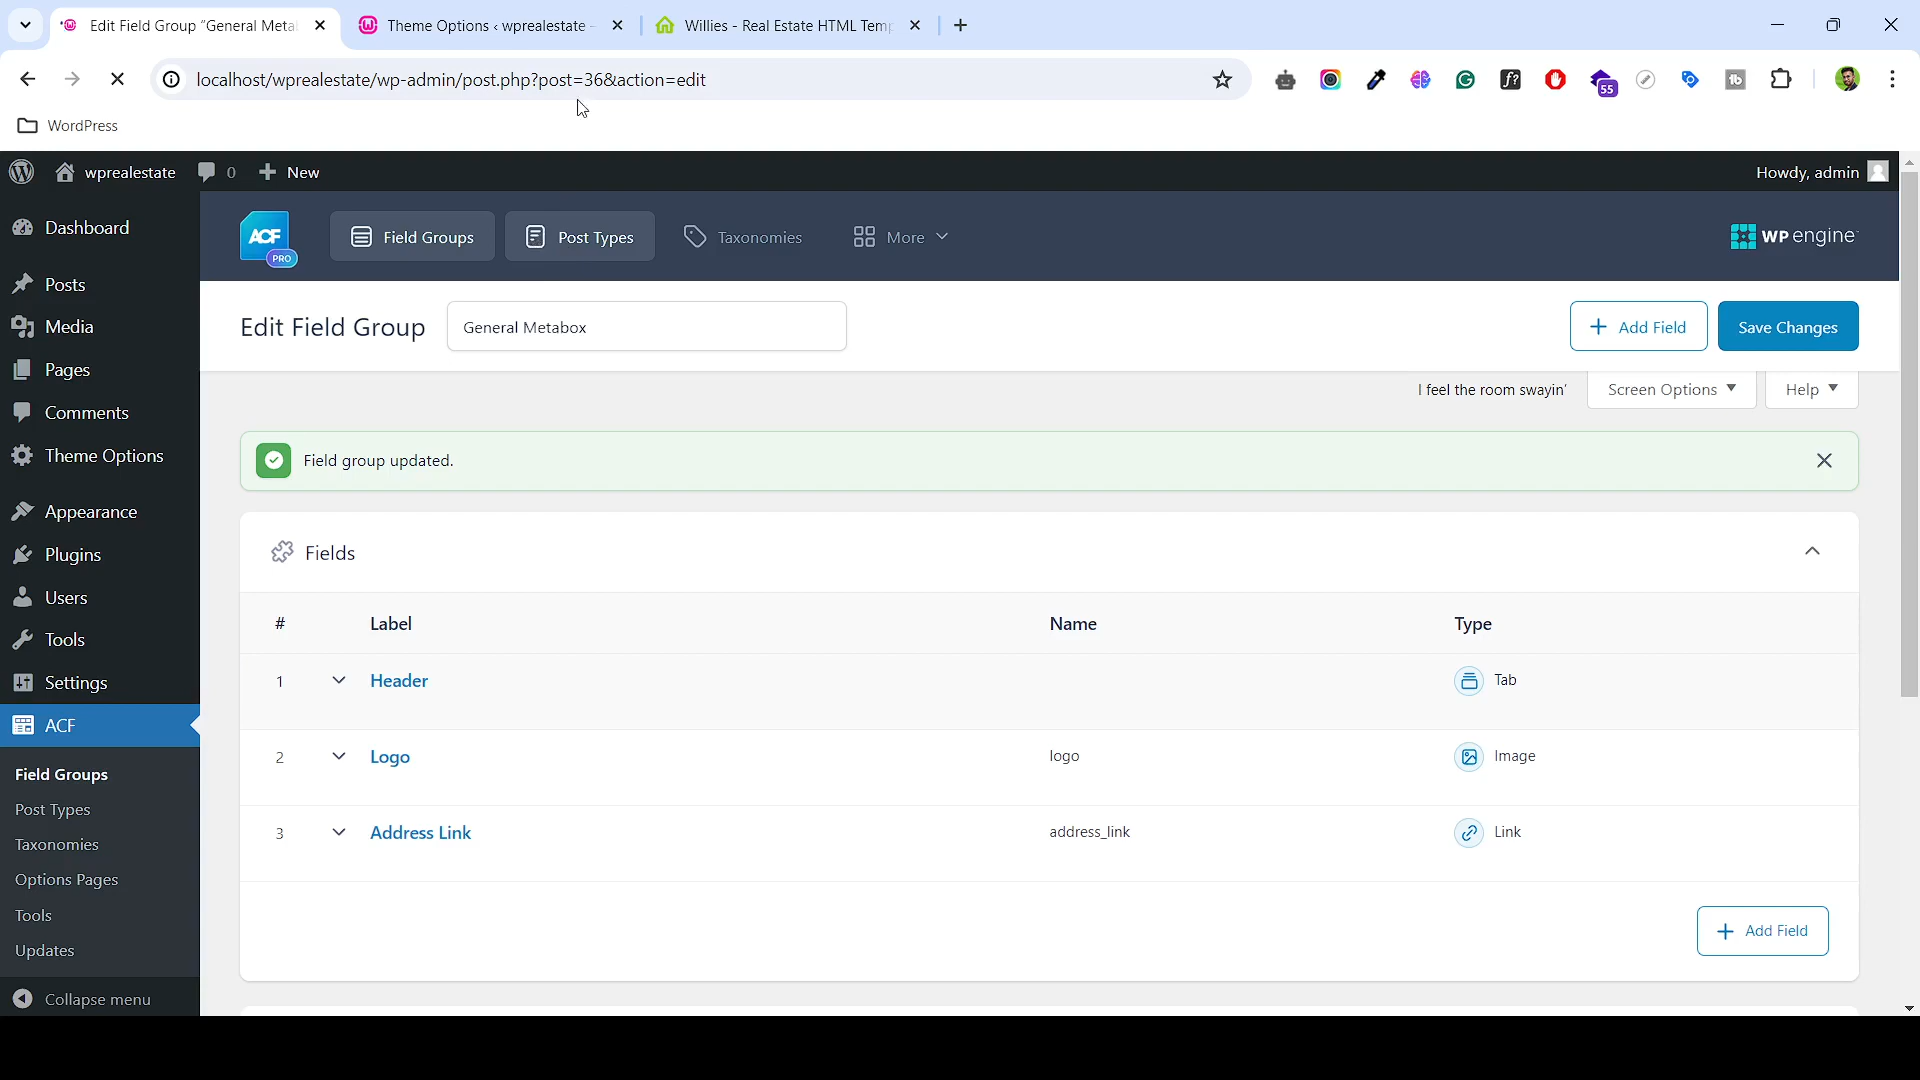 Edit Field Group “General Meta
Theme Options ‹ wprealestate -
Willies - Real Estate HTML Temp
localhost/wprealestate/wp-admin/post.php?post=36&action=edit
f?
55
tb
WordPress
wprealestate
0
New
Howdy, admin
Dashboard
Posts
Media
Pages
Comments
Theme Options
Appearance
Plugins
Users
Tools
Settings
ACF
Field Groups
Post Types
Taxonomies
Options Pages
Tools
Updates
Collapse menu
ACF
PRO
Field Groups
Post Types
Taxonomies
More
WP engine
Edit Field Group
General Metabox
Add Field
Save Changes
I feel the room swayin’
Screen Options
Help
Field group updated.
Fields
# Label Name Type
1 Header Tab
2 Logo logo Image
3 Address Link address_link Link
Add Field